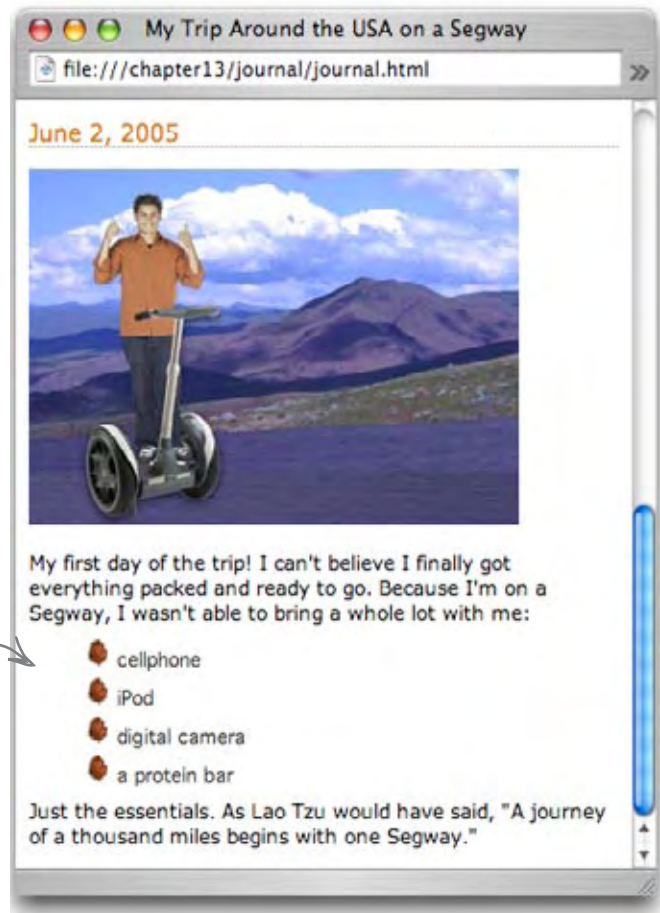 My Trip Around the USA on a Segway
file:///chapter13/journal/journal.html
June 2, 2005
My first day of the trip! I can't believe I finally got
everything packed and ready to go. Because I'm on a
Segway, I wasn't able to bring a whole lot with me:
cellphone
iPod
digital camera
a protein bar
Just the essentials. As Lao Tzu would have said, "A journey
of a thousand miles begins with one Segway."